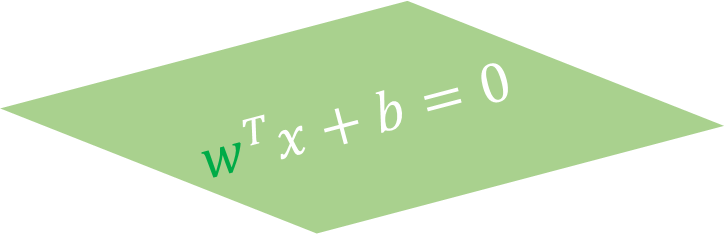 w^T x + b = 0